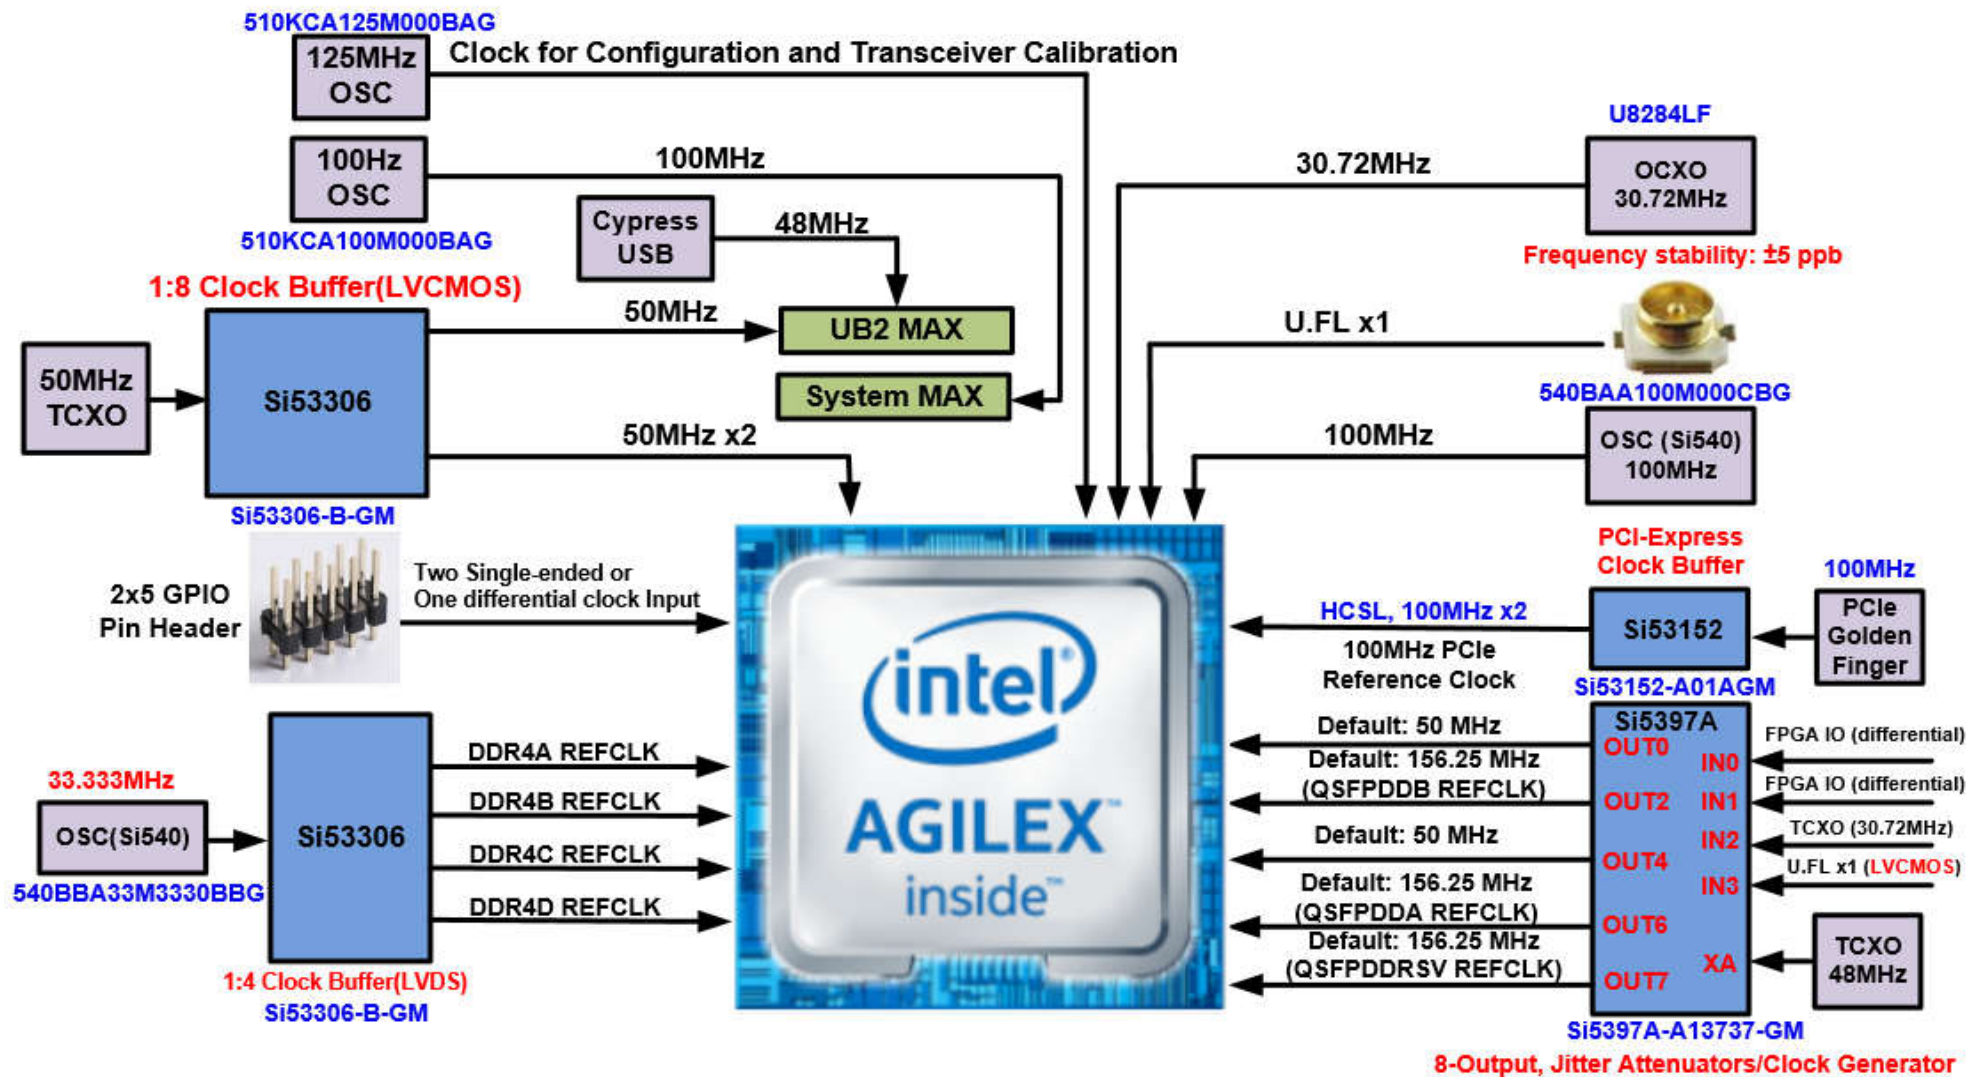 510KCA125M000BAG
125MHz
OSC
Clock for Configuration and Transceiver Calibration
100Hz
OSC
100MHz
510KCA100M000BAG
Cypress
USB
48MHz
30.72MHz
U8284LF
OCXO
30.72MHz
Frequency stability: ±5 ppb
1:8 Clock Buffer(LVCMOS)
50MHz
TCXO
Si53306
50MHz
UB2 MAX
System MAX
50MHz x2
Si53306-B-GM
U.FL x1
540BAA100M000CBG
100MHz
OSC (Si540)
100MHz
2x5 GPIO
Pin Header
Two Single-ended or
One differential clock Input
PCI-Express
Clock Buffer
HCSL, 100MHz x2
100MHz PCIe
Reference Clock
Si53152
Si53152-A01AGM
100MHz
PCIe
Golden
Finger
intel®
AGILEX™
inside™
33.333MHz
OSC(Si540)
540BBA33M3330BBG
Si53306
DDR4A REFCLK
DDR4B REFCLK
DDR4C REFCLK
DDR4D REFCLK
1:4 Clock Buffer(LVDS)
Si53306-B-GM
Default: 50 MHz
Default: 156.25 MHz
(QSFPDDB REFCLK)
Default: 50 MHz
Default: 156.25 MHz
(QSFPDDA REFCLK)
Default: 156.25 MHz
(QSFPDDRSV REFCLK)
Si5397A
OUT0
OUT2
OUT4
OUT6
OUT7
IN0
IN1
IN2
IN3
XA
FPGA IO (differential)
FPGA IO (differential)
TCXO (30.72MHz)
U.FL x1 (LVCMOS)
TCXO
48MHz
Si5397A-A13737-GM
8-Output, Jitter Attenuators/Clock Generator